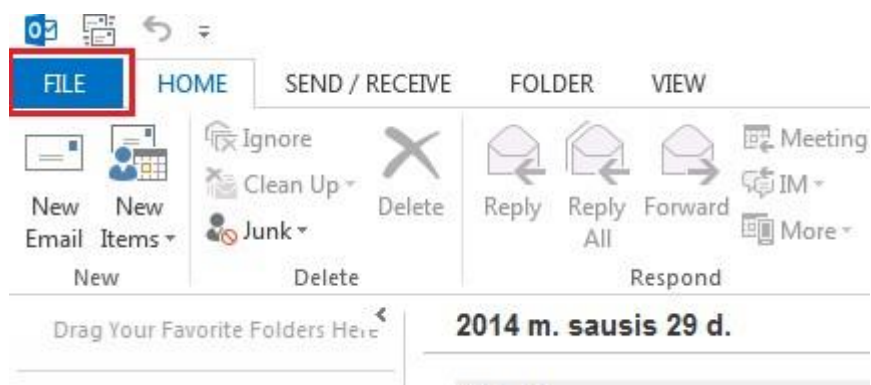 FILE HOME SEND / RECEIVE FOLDER VIEW
Ignore
Clean Up
Junk
Meeting
IM
More
New Email
New Items
Delete
Reply
Reply All
Forward
New Delete Respond
Drag Your Favorite Folders Here
2014 m. sausis 29 d.